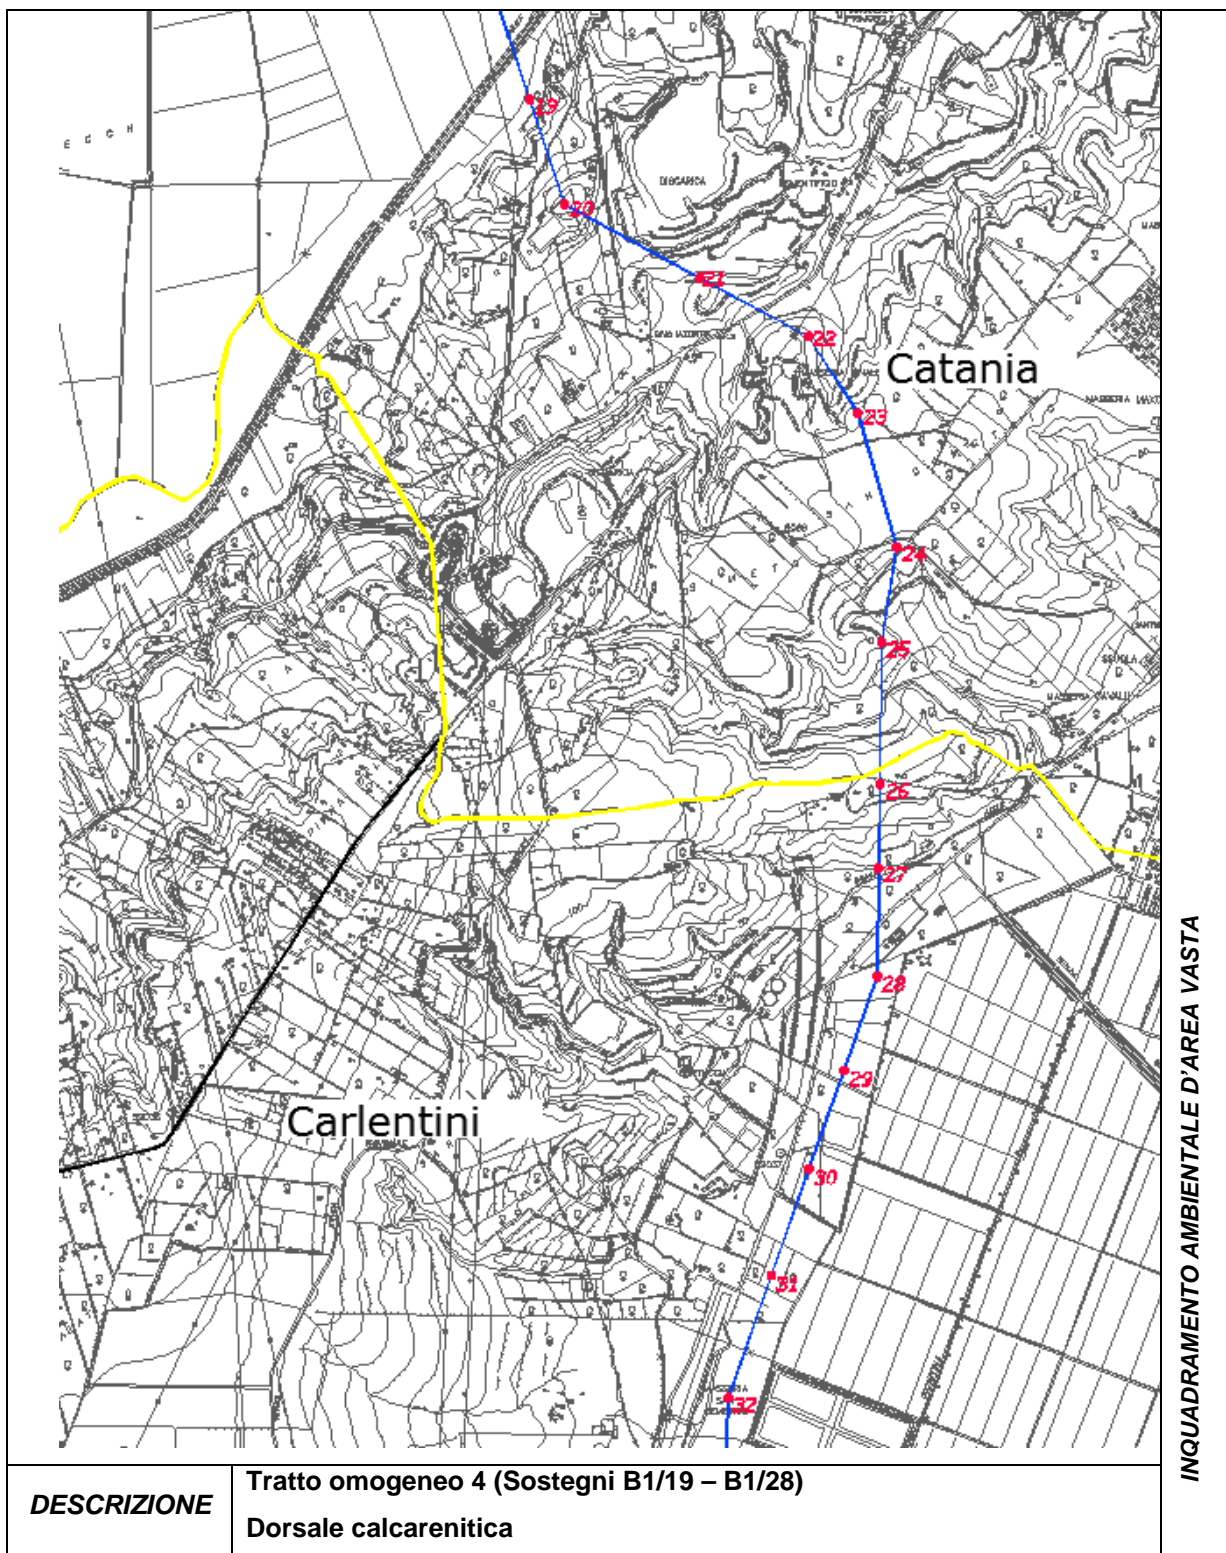 19
DISCARICA
20
21
22
Catania
23
24
25
SCUOLA
26
27
28
29
Carlentini
30
31
32
INQUADRAMENTO AMBIENTALE D'AREA VASTA
DESCRIZIONE
Tratto omogeneo 4 (Sostegni B1/19 – B1/28)
Dorsale calcarenitica